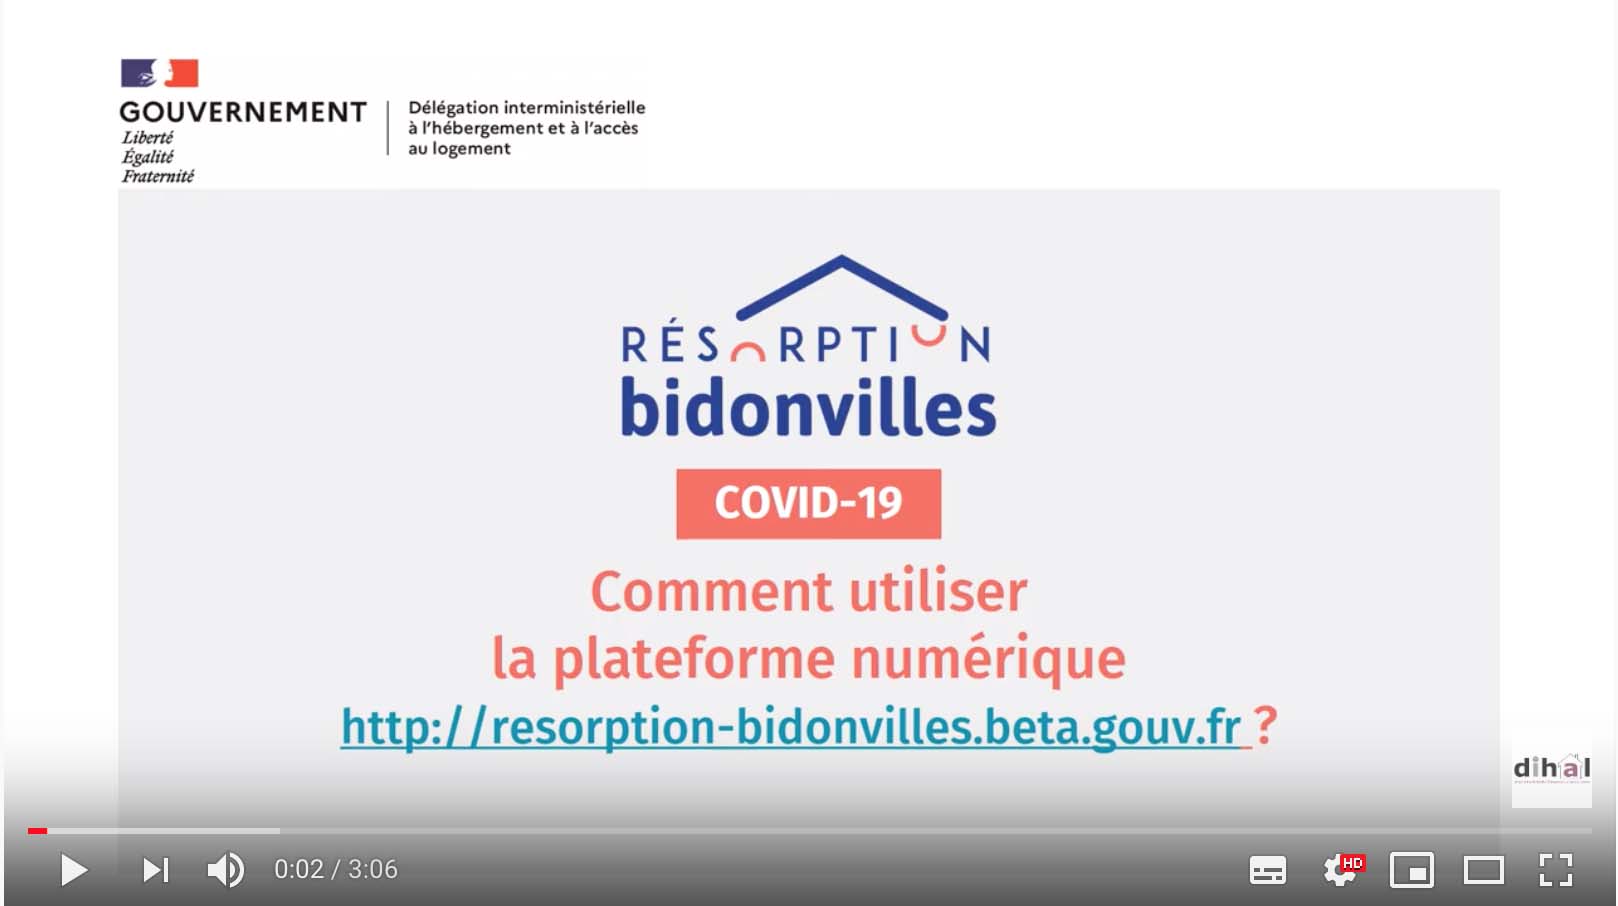 GOUVERNEMENT
Liberté
Égalité
Fraternité
Délégation interministérielle
à l'hébergement et à l'accès
au logement
RÉSORPTION
bidonvilles
COVID-19
Comment utiliser
la plateforme numérique
http://resorption-bidonvilles.beta.gouv.fr ?
dihal
0:02 / 3:06
HD